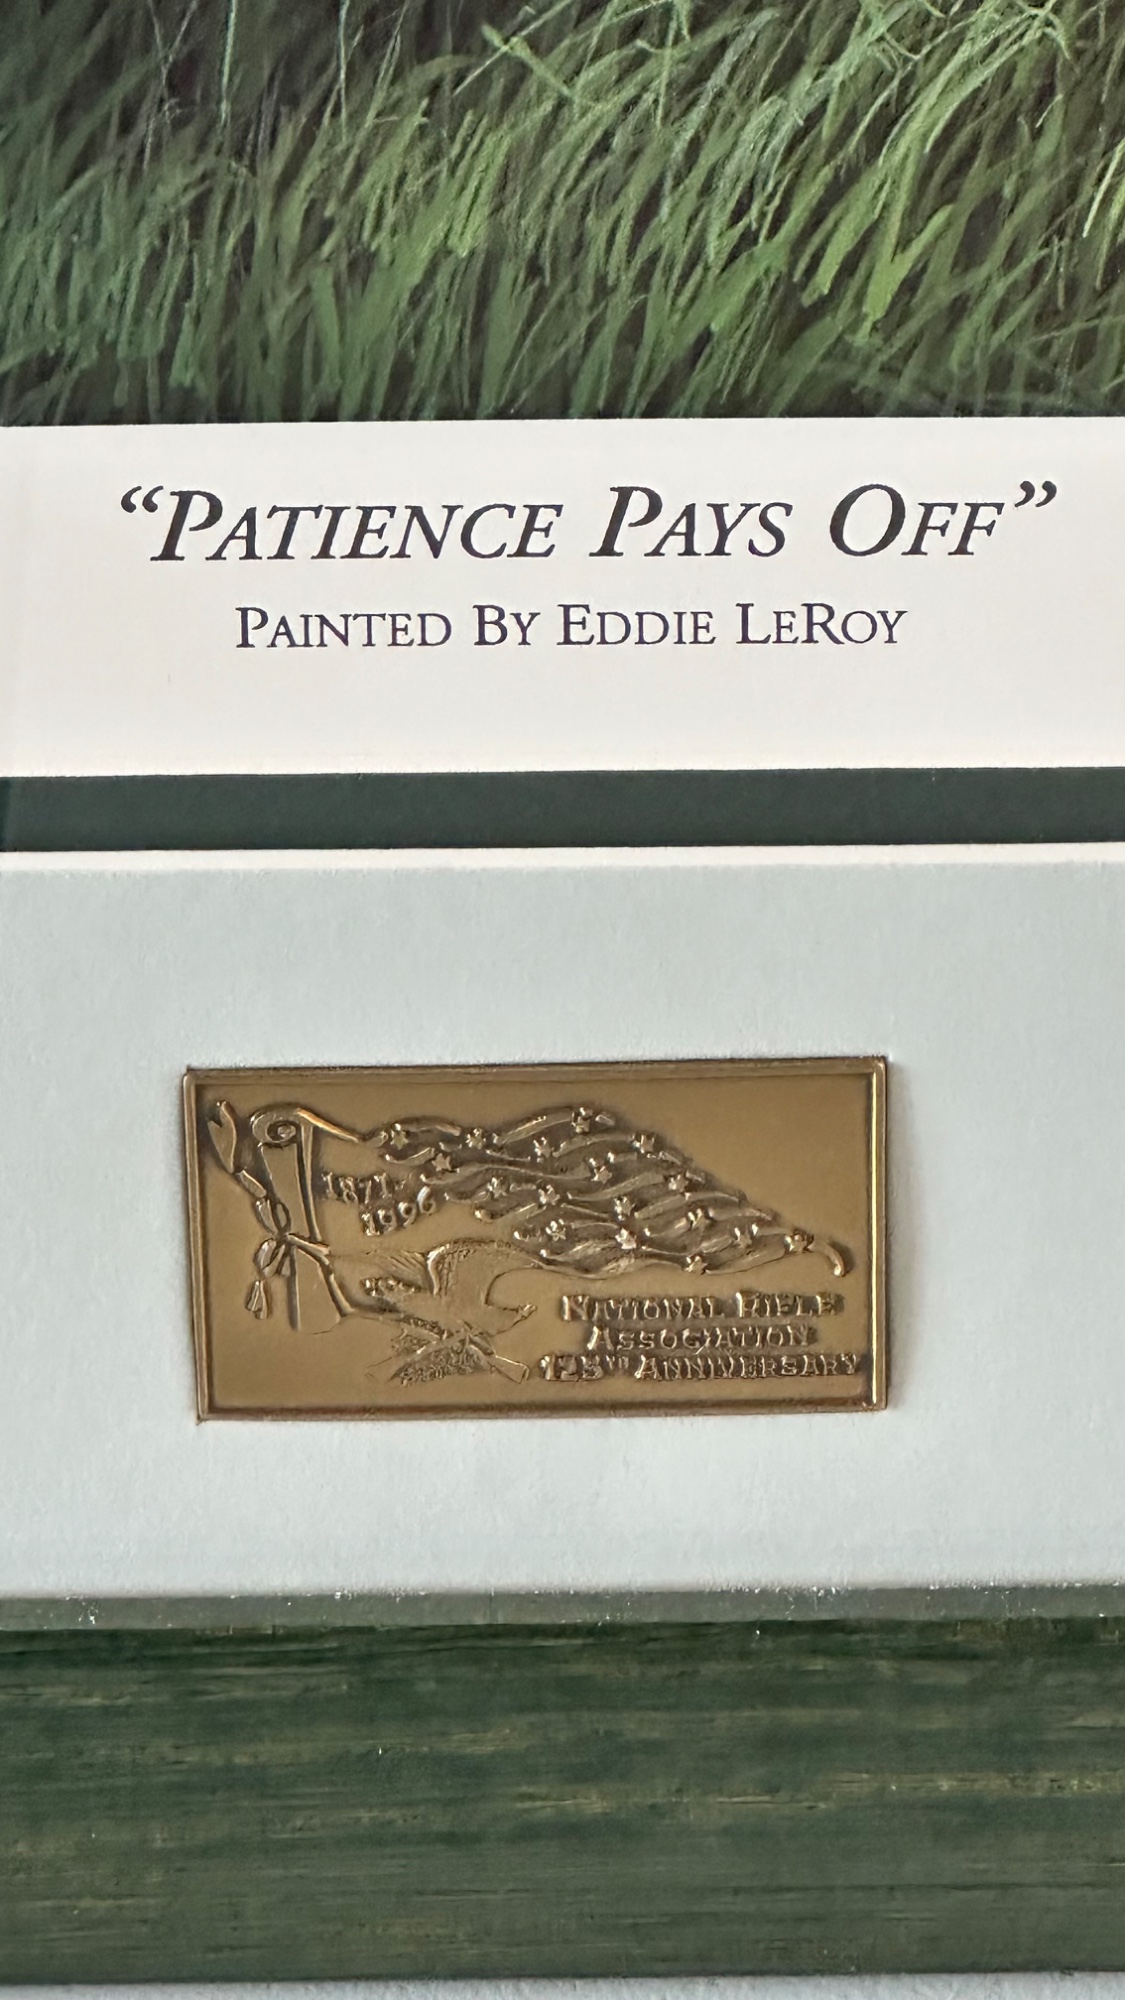 “PATIENCE PAYS OFF”
PAINTED BY EDDIE LEROY
1871-
1996
NATIONAL RIFLE
ASSOCIATION
125TH ANNIVERSARY